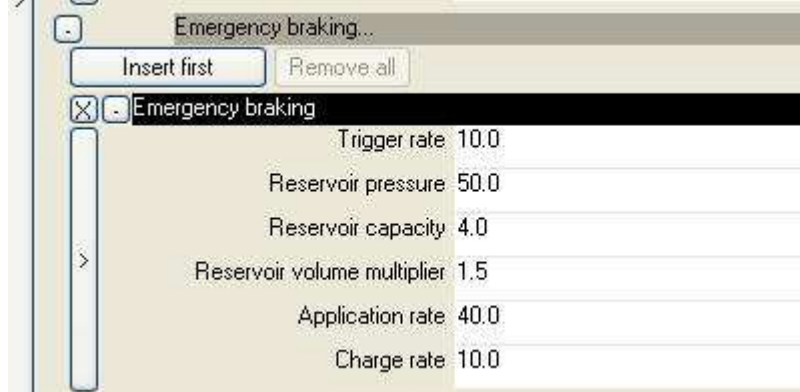 Emergency braking...
Insert first Remove all
X - Emergency braking
Trigger rate 10.0
Reservoir pressure 50.0
Reservoir capacity 4.0
> Reservoir volume multiplier 1.5
Application rate 40.0
Charge rate 10.0